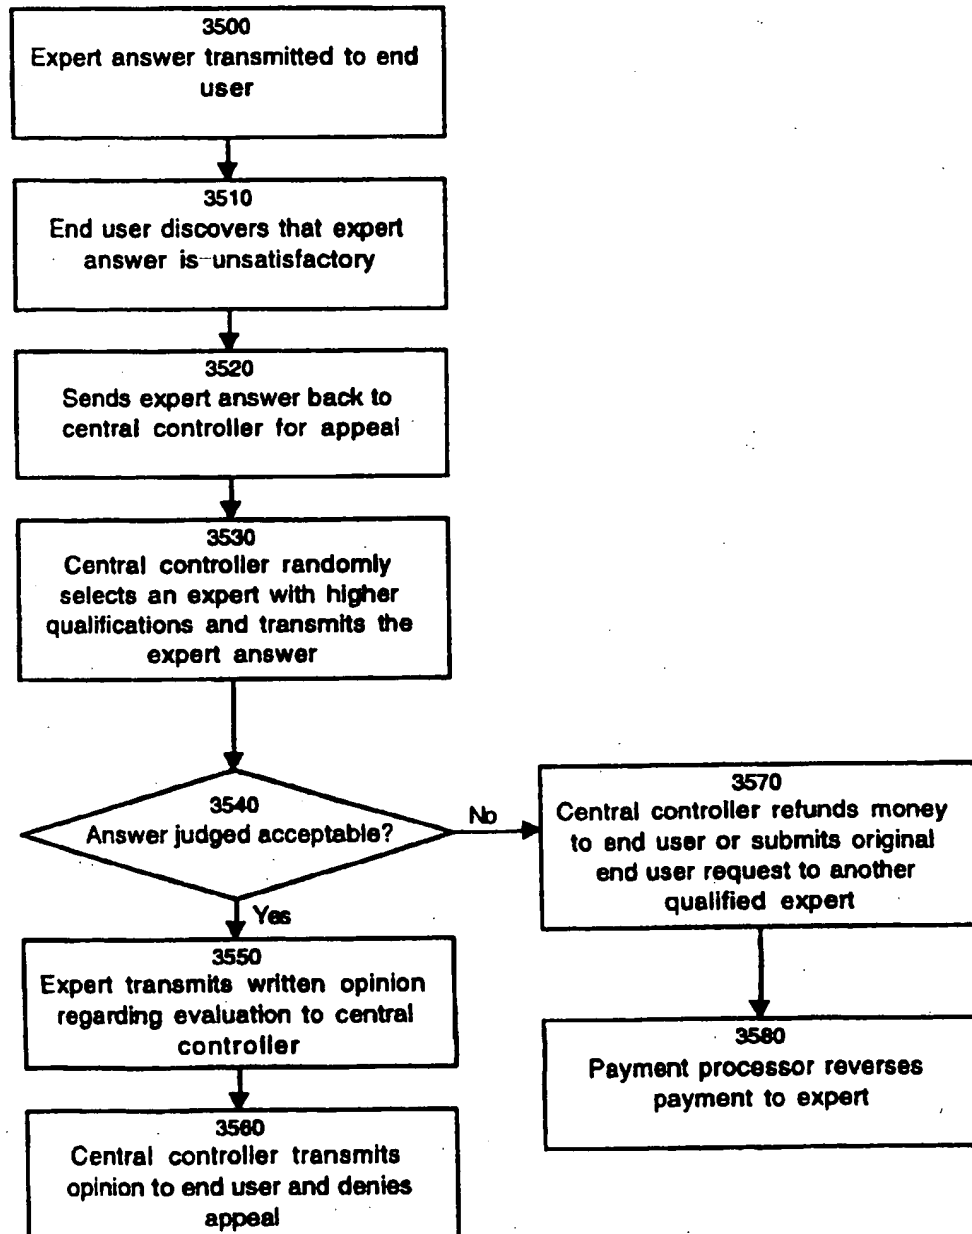 3500
Expert answer transmitted to end
user
3510
End user discovers that expert
answer is unsatisfactory
3520
Sends expert answer back to
central controller for appeal
3530
Central controller randomly
selects an expert with higher
qualifications and transmits the
expert answer
3540
Answer judged acceptable?
No
Yes
3550
Expert transmits written opinion
regarding evaluation to central
controller
3560
Central controller transmits
opinion to end user and denies
appeal
3570
Central controller refunds money
to end user or submits original
end user request to another
qualified expert
3580
Payment processor reverses
payment to expert